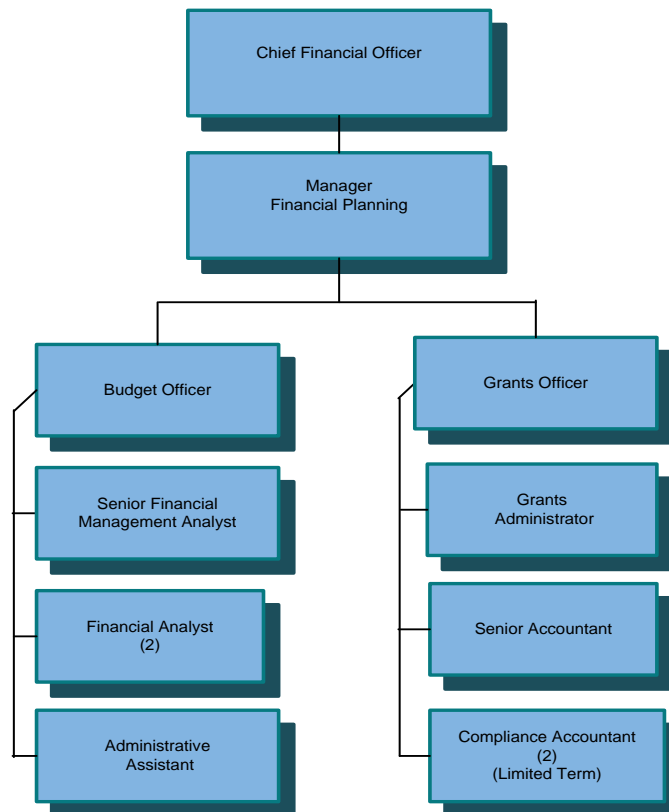 Chief Financial Officer
Manager
Financial Planning
Budget Officer
Senior Financial
Management Analyst
Financial Analyst
(2)
Administrative
Assistant
Grants Officer
Grants
Administrator
Senior Accountant
Compliance Accountant
(2)
(Limited Term)